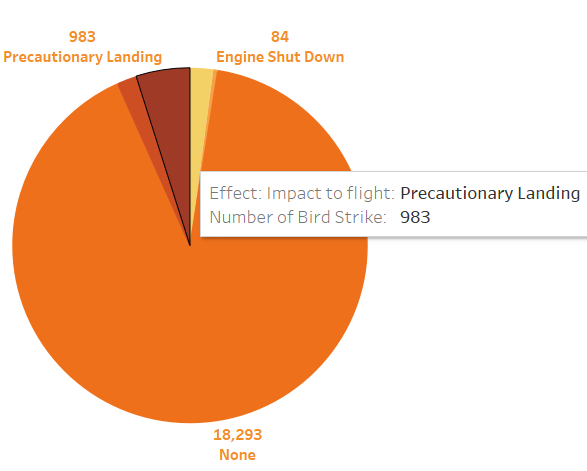 983
Precautionary Landing
84
Engine Shut Down
Effect: Impact to flight: Precautionary Landing
Number of Bird Strike: 983
18,293
None